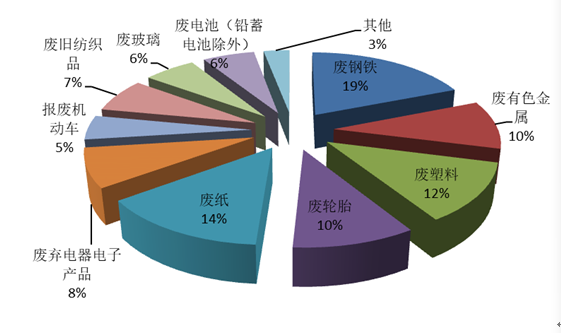 其他
3%
废钢铁
19%
废有色金
属
10%
废塑料
12%
废轮胎
10%
废纸
14%
废弃电器电子
产品
8%
报废机
动车
5%
废旧纺织
品
7%
废玻璃
6%
废电池（铅蓄
电池除外）
6%